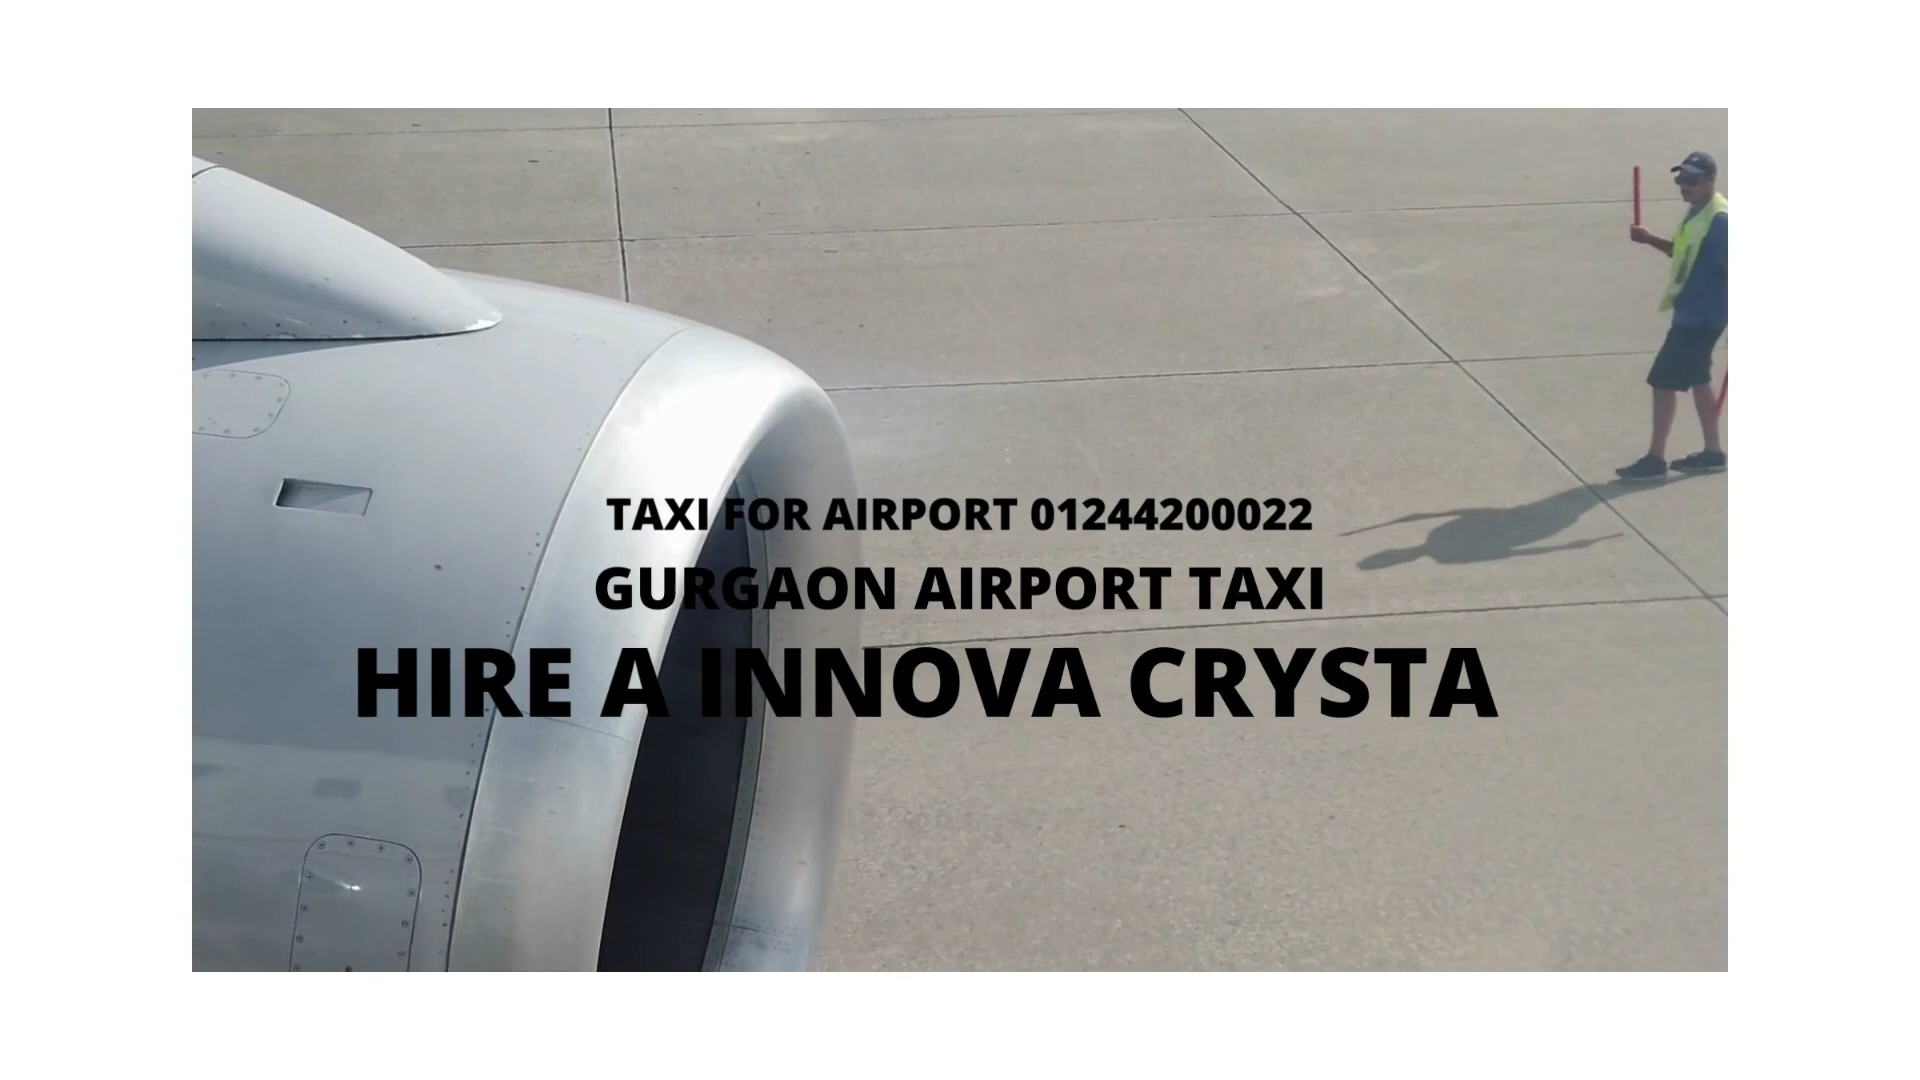 TAXI FOR AIRPORT 01244200022
GURGAON AIRPORT TAXI
HIRE A INNOVA CRYSTA